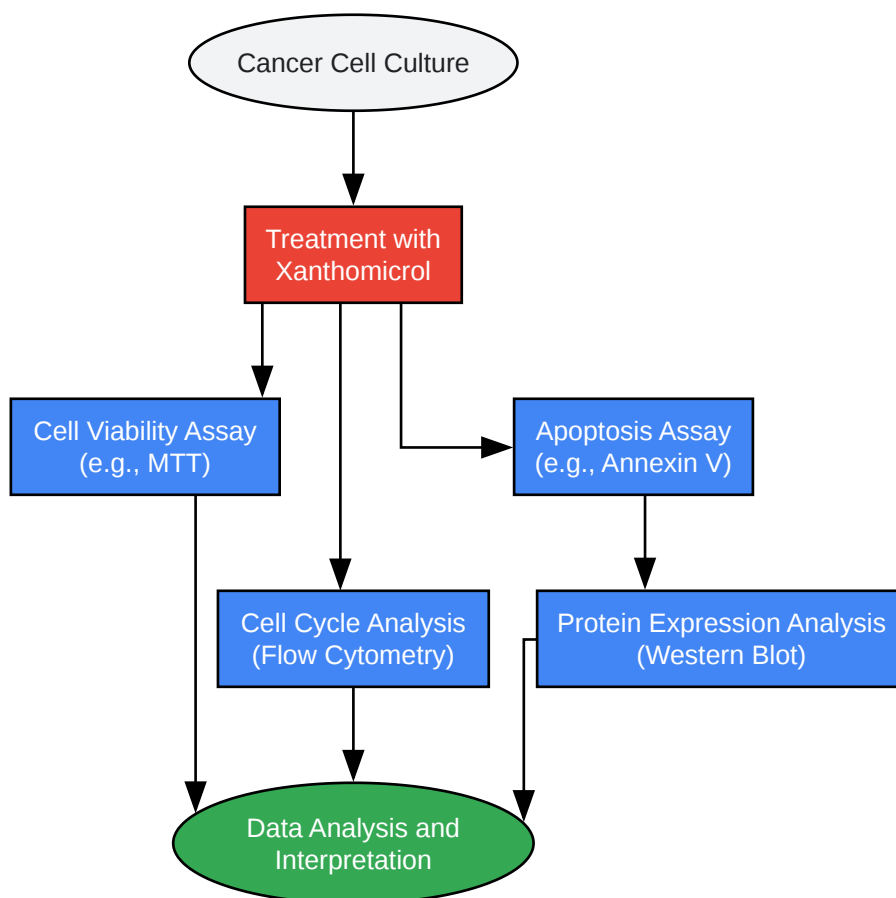 Cancer Cell Culture
Treatment with
Xanthomicrol
Cell Viability Assay
(e.g., MTT)
Apoptosis Assay
(e.g., Annexin V)
Cell Cycle Analysis
(Flow Cytometry)
Protein Expression Analysis
(Western Blot)
Data Analysis and
Interpretation